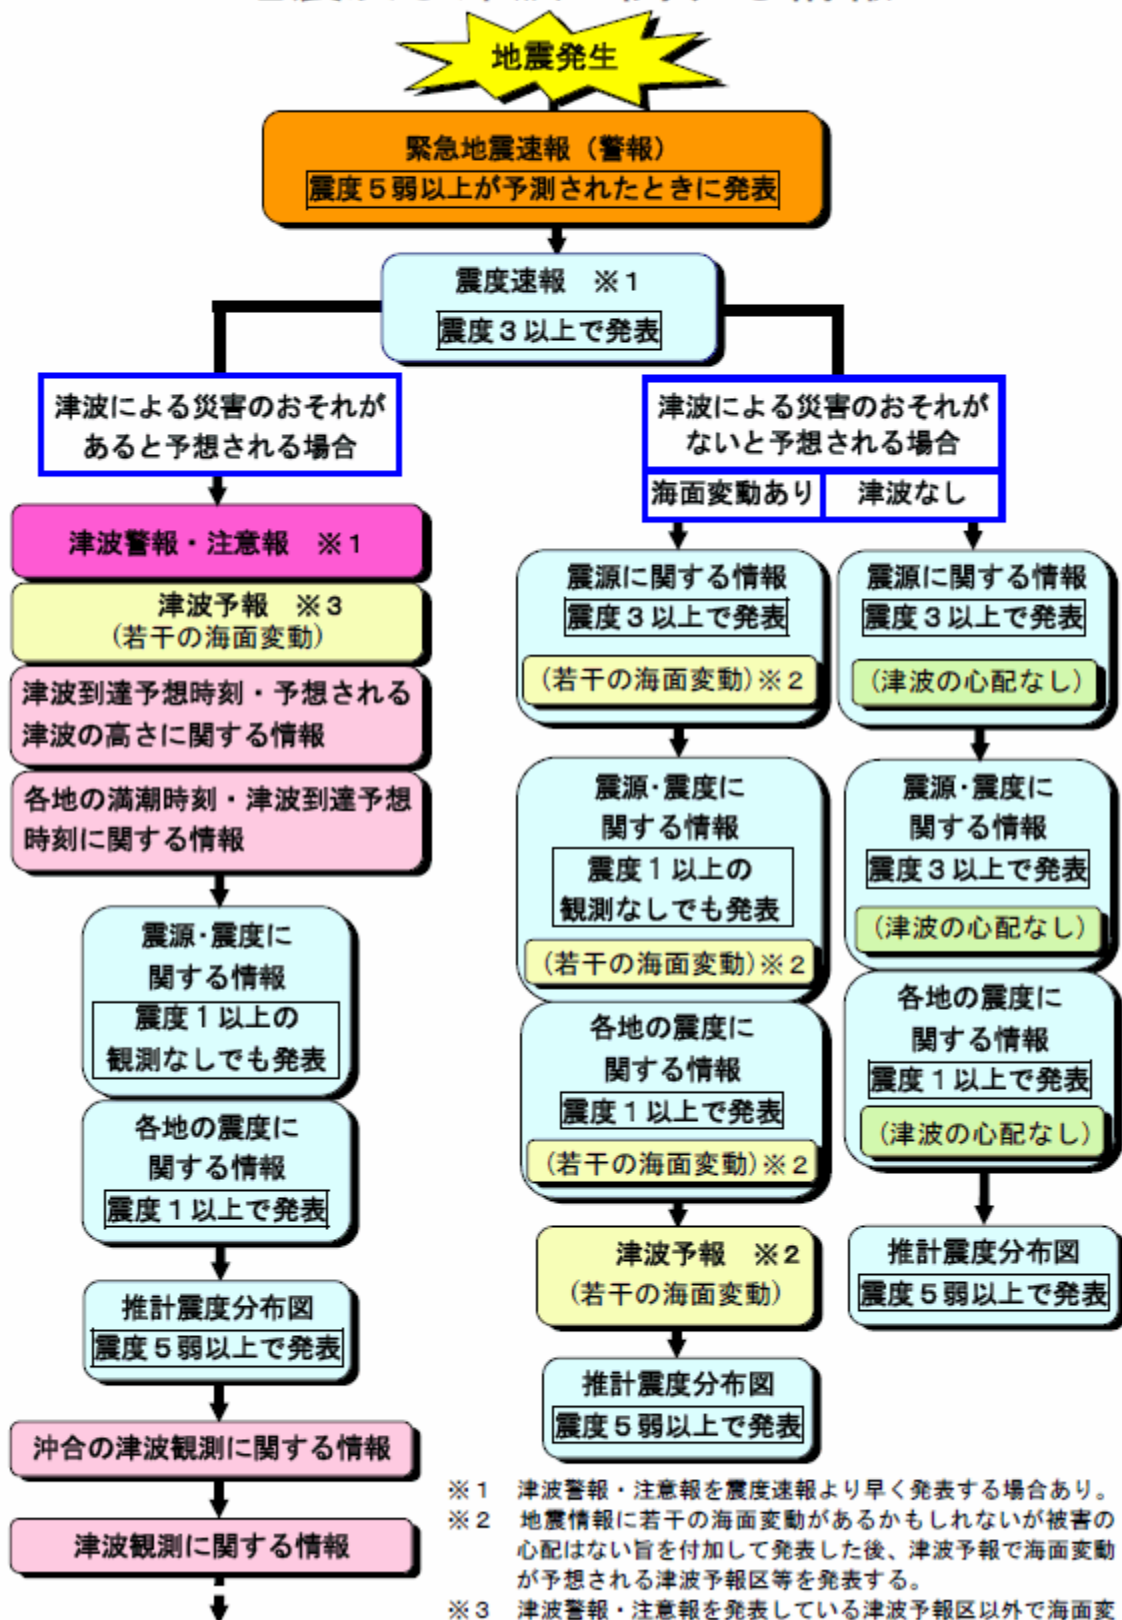 地震発生
緊急地震速報（警報）
震度５弱以上が予測されたときに発表
震度速報　※１
震度３以上で発表
津波による災害のおそれが
あると予想される場合
津波警報・注意報　※１
津波予報　※３
(若干の海面変動)
津波到達予想時刻・予想される
津波の高さに関する情報
各地の満潮時刻・津波到達予想
時刻に関する情報
震源･震度に
関する情報
震度１以上の
観測なしでも発表
各地の震度に
関する情報
震度１以上で発表
推計震度分布図
震度５弱以上で発表
沖合の津波観測に関する情報
津波観測に関する情報
津波による災害のおそれが
ないと予想される場合
海面変動あり
津波なし
震源に関する情報
震度３以上で発表
(若干の海面変動)※２
震源･震度に
関する情報
震度１以上の
観測なしでも発表
(若干の海面変動)※２
各地の震度に
関する情報
震度１以上で発表
(若干の海面変動)※２
津波予報　※２
(若干の海面変動)
推計震度分布図
震度５弱以上で発表
震源に関する情報
震度３以上で発表
(津波の心配なし)
震源･震度に
関する情報
震度３以上で発表
(津波の心配なし)
各地の震度に
関する情報
震度１以上で発表
(津波の心配なし)
推計震度分布図
震度５弱以上で発表
※１　津波警報・注意報を震度速報より早く発表する場合あり。
※２　地震情報に若干の海面変動があるかもしれないが被害の
心配はない旨を付加して発表した後、津波予報で海面変動
が予想される津波予報区等を発表する。
※３　津波警報・注意報を発表している津波予報区以外で海面変